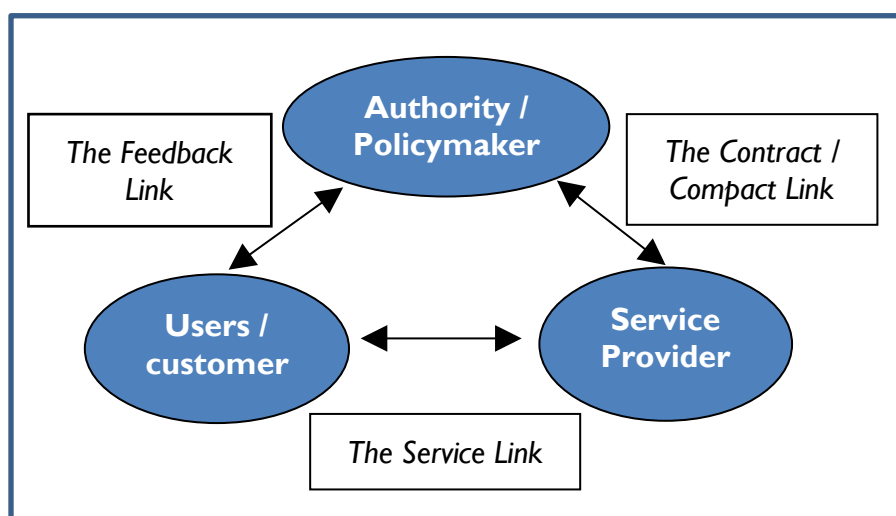 Authority /
Policymaker
The Feedback
Link
The Contract /
Compact Link
Users /
customer
Service
Provider
The Service Link